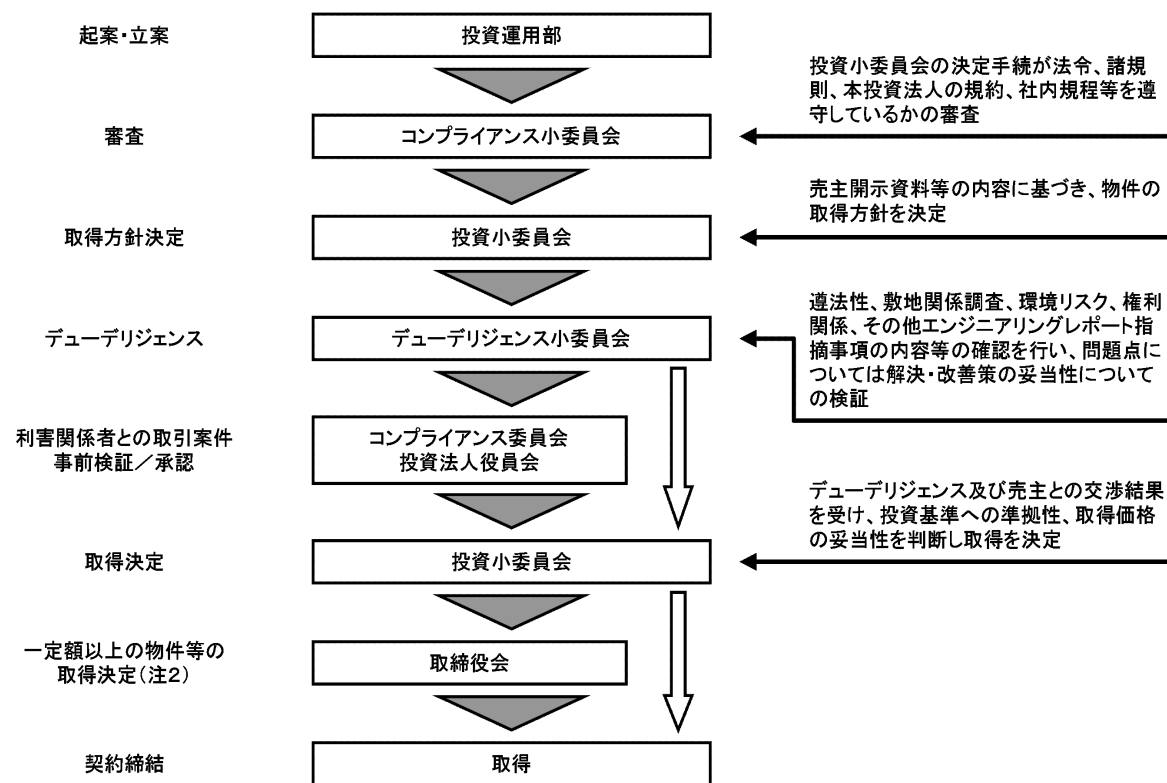 起案・立案
投資運用部
投資小委員会の決定手続が法令、諸規
則、本投資法人の規約、社内規程等を遵
守しているかの審査
審査
コンプライアンス小委員会
売主開示資料等の内容に基づき、物件の
取得方針を決定
取得方針決定
投資小委員会
遵法性、敷地関係調査、環境リスク、権利
関係、その他エンジニアリングレポート指
摘事項の内容等の確認を行い、問題点に
ついては解決・改善策の妥当性について
の検証
デューデリジェンス
デューデリジェンス小委員会
利害関係者との取引案件
事前検証／承認
コンプライアンス委員会
投資法人役員会
デューデリジェンス及び売主との交渉結果
を受け、投資基準への準拠性、取得価格
の妥当性を判断し取得を決定
取得決定
投資小委員会
一定額以上の物件等の
取得決定（注２）
取締役会
契約締結
取得